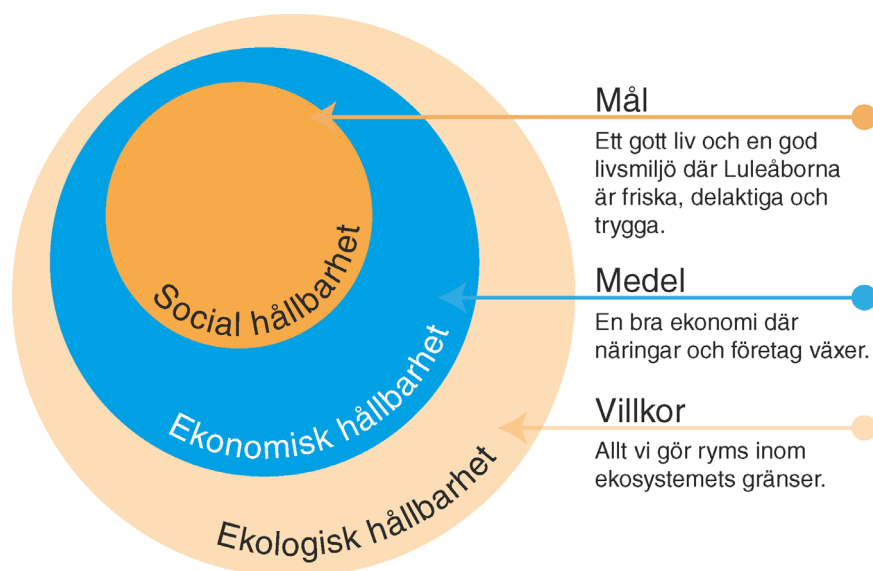 Mål
Ett gott liv och en god
livsmiljö där Luleåborna
är friska, delaktiga och
trygga.
Medel
En bra ekonomi där
näringar och företag växer.
Villkor
Allt vi gör ryms inom
ekosystemets gränser.
Social hållbarhet
Ekonomisk hållbarhet
Ekologisk hållbarhet